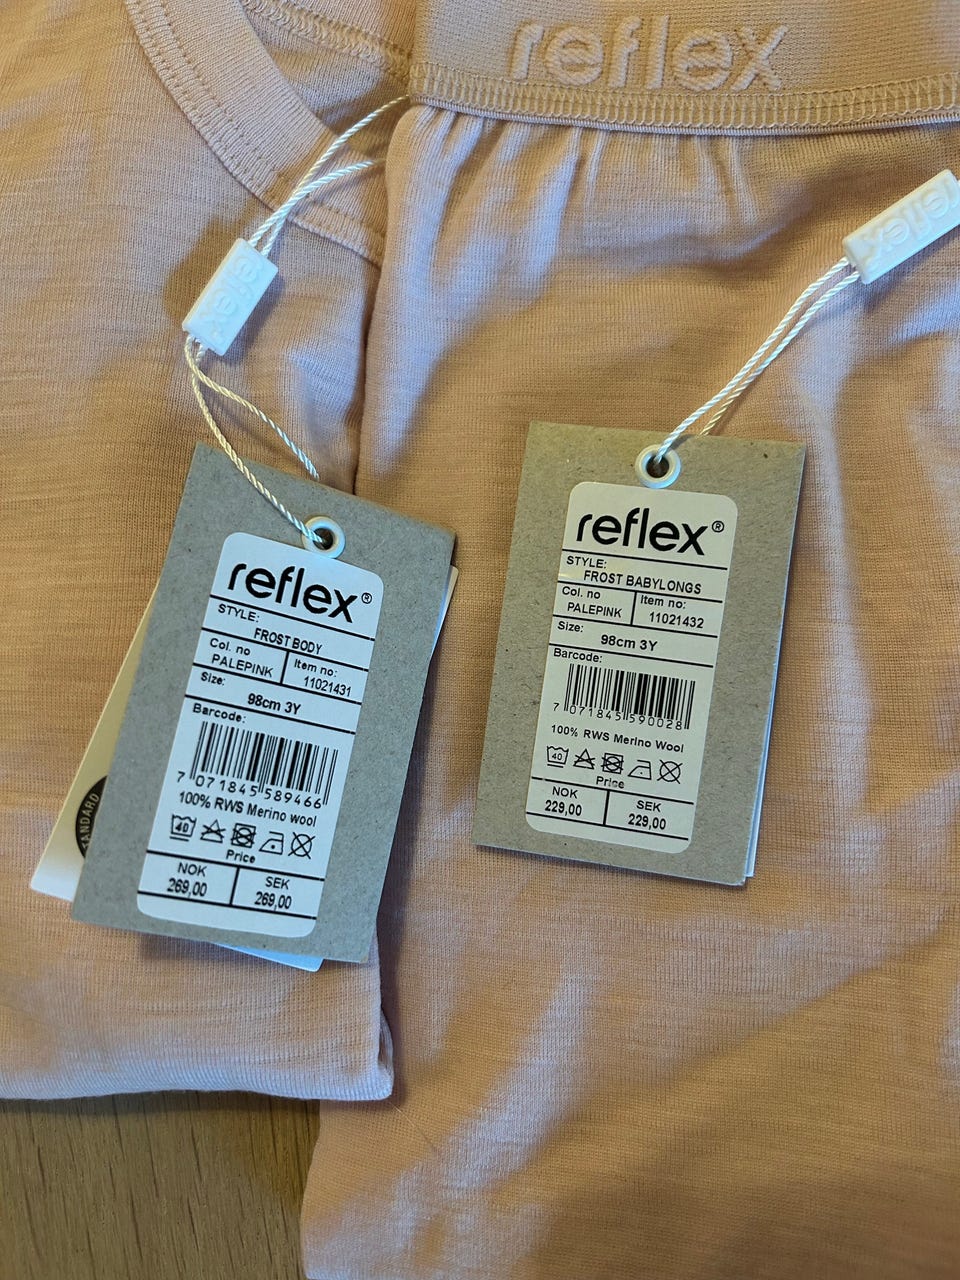 reflex
reflex
reflex
reflex®
STYLE:
FROST BODY
Col. no
PALEPINK
Item no:
11021431
Size:
98cm 3Y
Barcode:
7 071845 589466
100% RWS Merino wool
40
Price
NOK
269,00
SEK
269,00
reflex®
STYLE:
FROST BABYLONGS
Col. no
PALEPINK
Item no:
11021432
Size:
98cm 3Y
Barcode:
7 071845 590028
100% RWS Merino Wool
40
Price
NOK
229,00
SEK
229,00